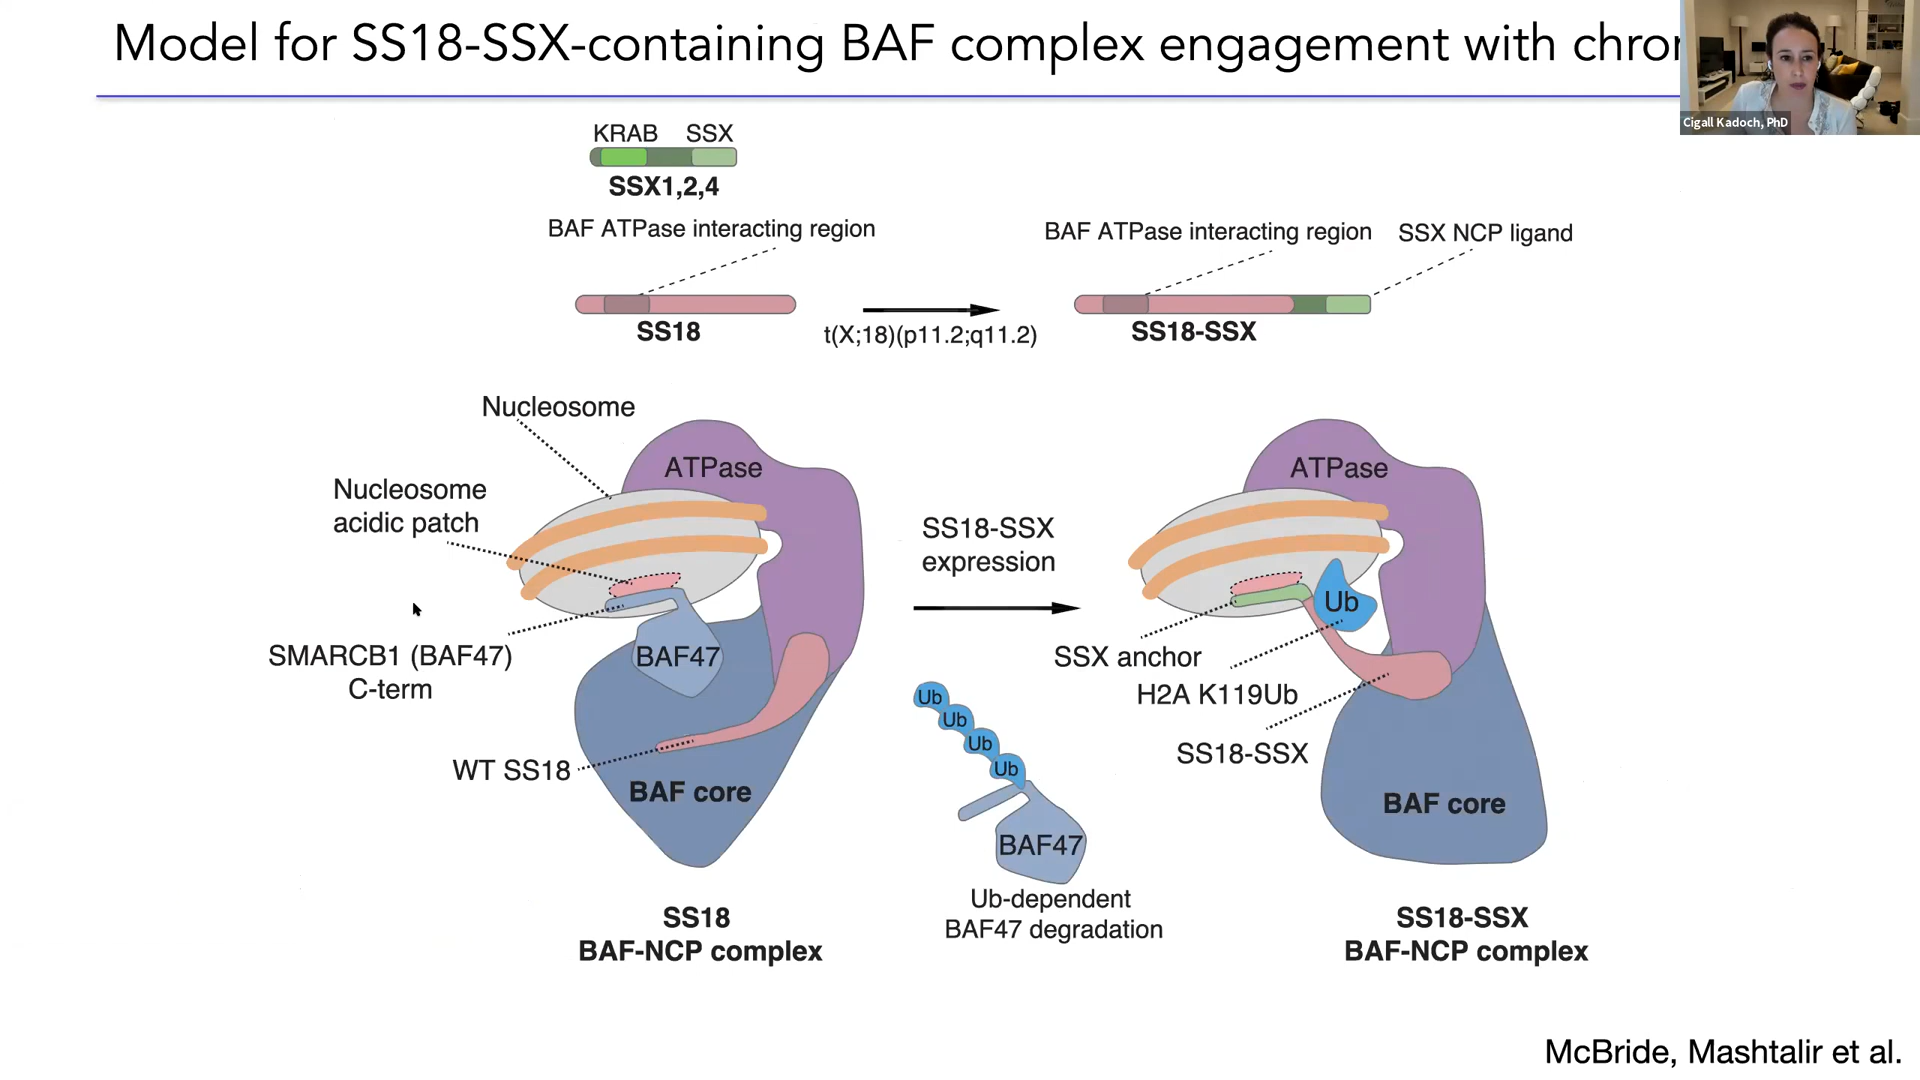 Model for SS18-SSX-containing BAF complex engagement with chro
Cigall Kadoch, PhD
KRAB SSX
SSX1,2,4
BAF ATPase interacting region
BAF ATPase interacting region
SSX NCP ligand
SS18
t(X;18)(p11.2;q11.2)
SS18-SSX
Nucleosome
Nucleosome
acidic patch
ATPase
SMARCB1 (BAF47)
C-term
BAF47
WT SS18
BAF core
SS18
BAF-NCP complex
SS18-SSX
expression
Ub
Ub
Ub
Ub
BAF47
Ub-dependent
BAF47 degradation
ATPase
Ub
SSX anchor
H2A K119Ub
SS18-SSX
BAF core
SS18-SSX
BAF-NCP complex
McBride, Mashtalir et al.